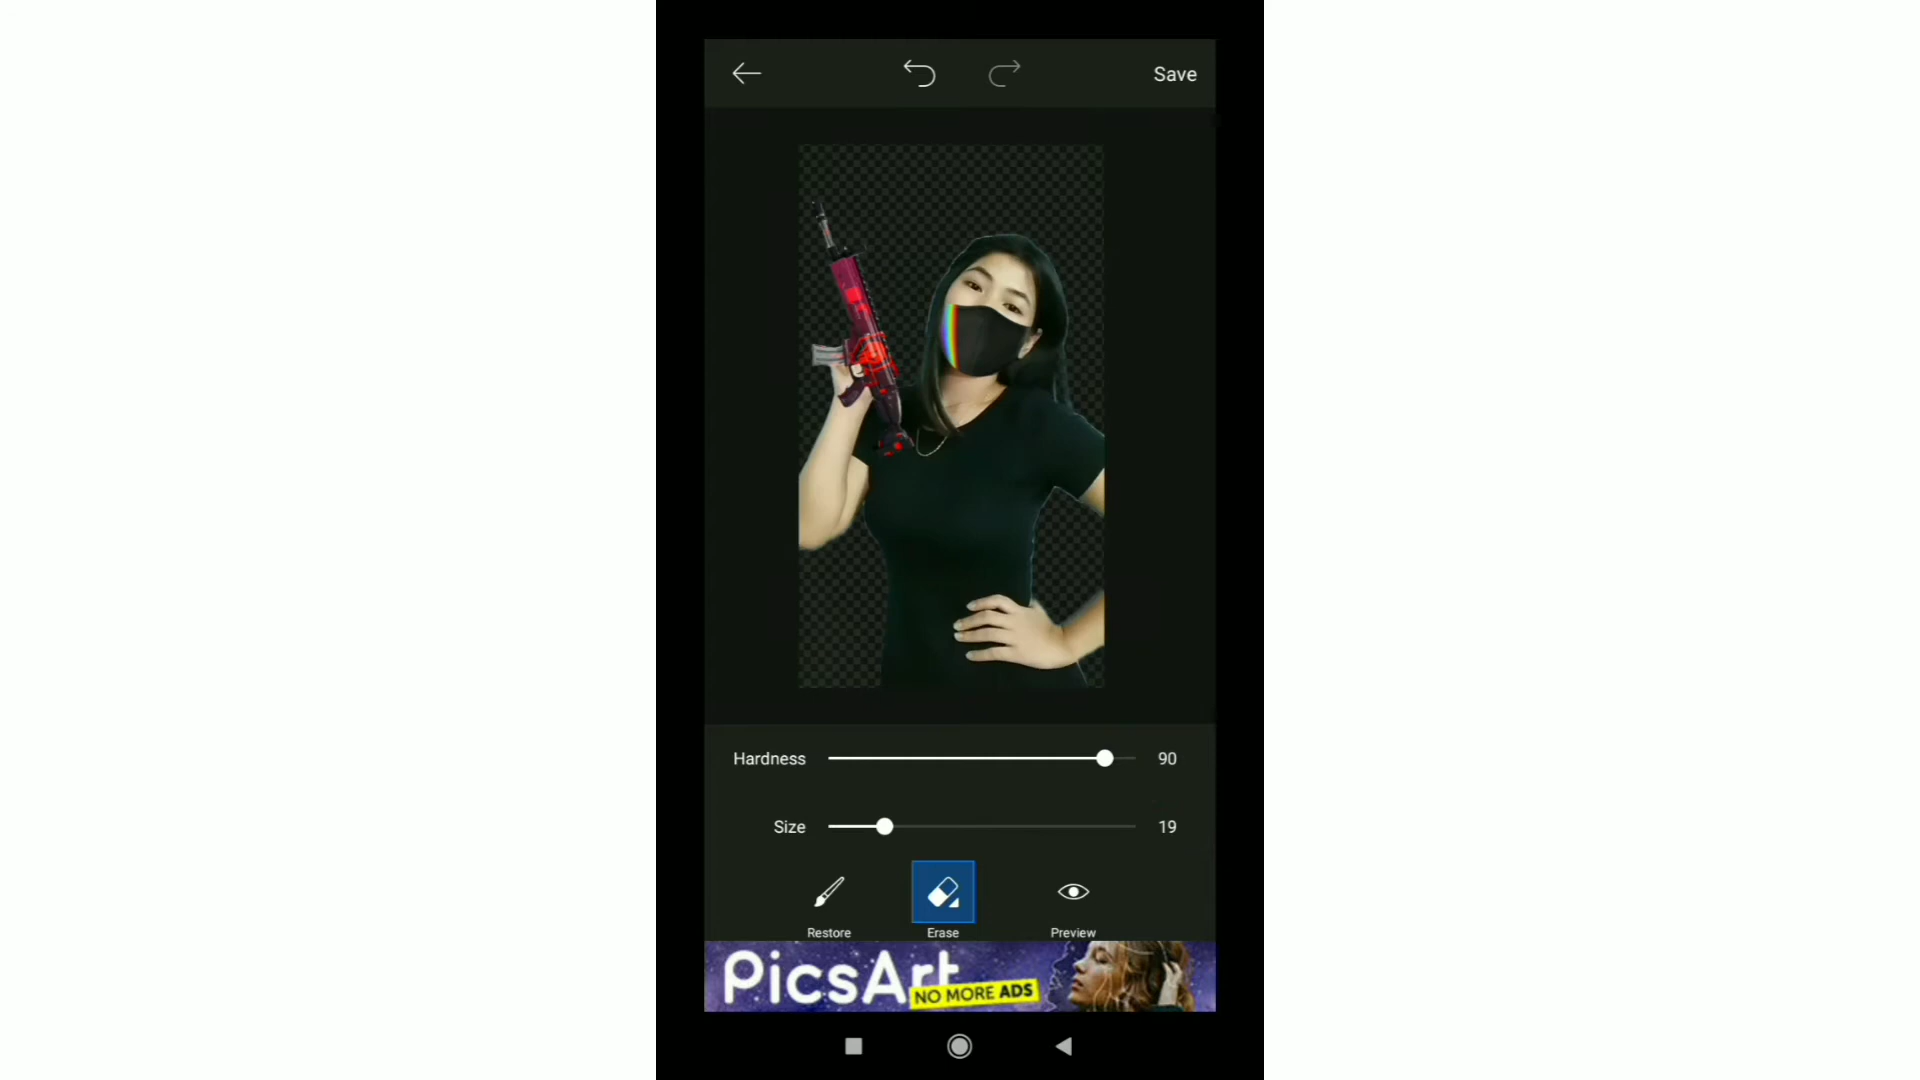 Save
Hardness 90
Size 19
Restore Erase Preview
PicsArt
NO MORE ADS